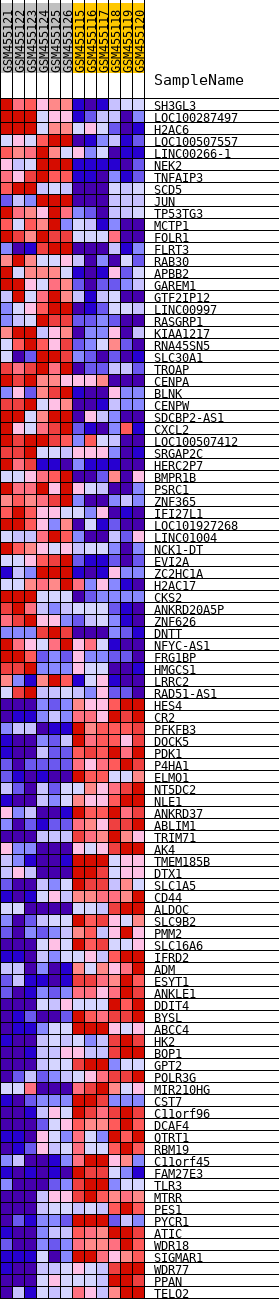 GSM455121 GSM455122 GSM455123 GSM455124 GSM455125 GSM455126 GSM455115 GSM455116 GSM455117 GSM455118 GSM455119 GSM455120
SampleName
SH3GL3
LOC100287497
H2AC6
LOC100507557
LINC00266-1
NEK2
TNFAIP3
SCD5
JUN
TP53TG3
MCTP1
FOLR1
FLRT3
RAB30
APBB2
GAREM1
GTF2IP12
LINC00997
RASGRP1
KIAA1217
RNA45SN5
SLC30A1
TROAP
CENPA
BLNK
CENPW
SDCBP2-AS1
CXCL2
LOC100507412
SRGAP2C
HERC2P7
BMPR1B
PSRC1
ZNF365
IFI27L1
LOC101927268
LINC01004
NCK1-DT
EVI2A
ZC2HC1A
H2AC17
CKS2
ANKRD20A5P
ZNF626
DNTT
NFYC-AS1
FRG1BP
HMGCS1
LRRC2
RAD51-AS1
HES4
CR2
PFKFB3
DOCK5
PDK1
P4HA1
ELMO1
NT5DC2
NLE1
ANKRD37
ABLIM1
TRIM71
AK4
TMEM185B
DTX1
SLC1A5
CD44
ALDOC
SLC9B2
PMM2
SLC16A6
IFRD2
ADM
ESYT1
ANKLE1
DDIT4
BYSL
ABCC4
HK2
BOP1
GPT2
POLR3G
MIR210HG
CST7
C11orf96
DCAF4
QTRT1
RBM19
C11orf45
FAM27E3
TLR3
MTRR
PES1
PYCR1
ATIC
WDR18
SIGMAR1
WDR77
PPAN
TELO2